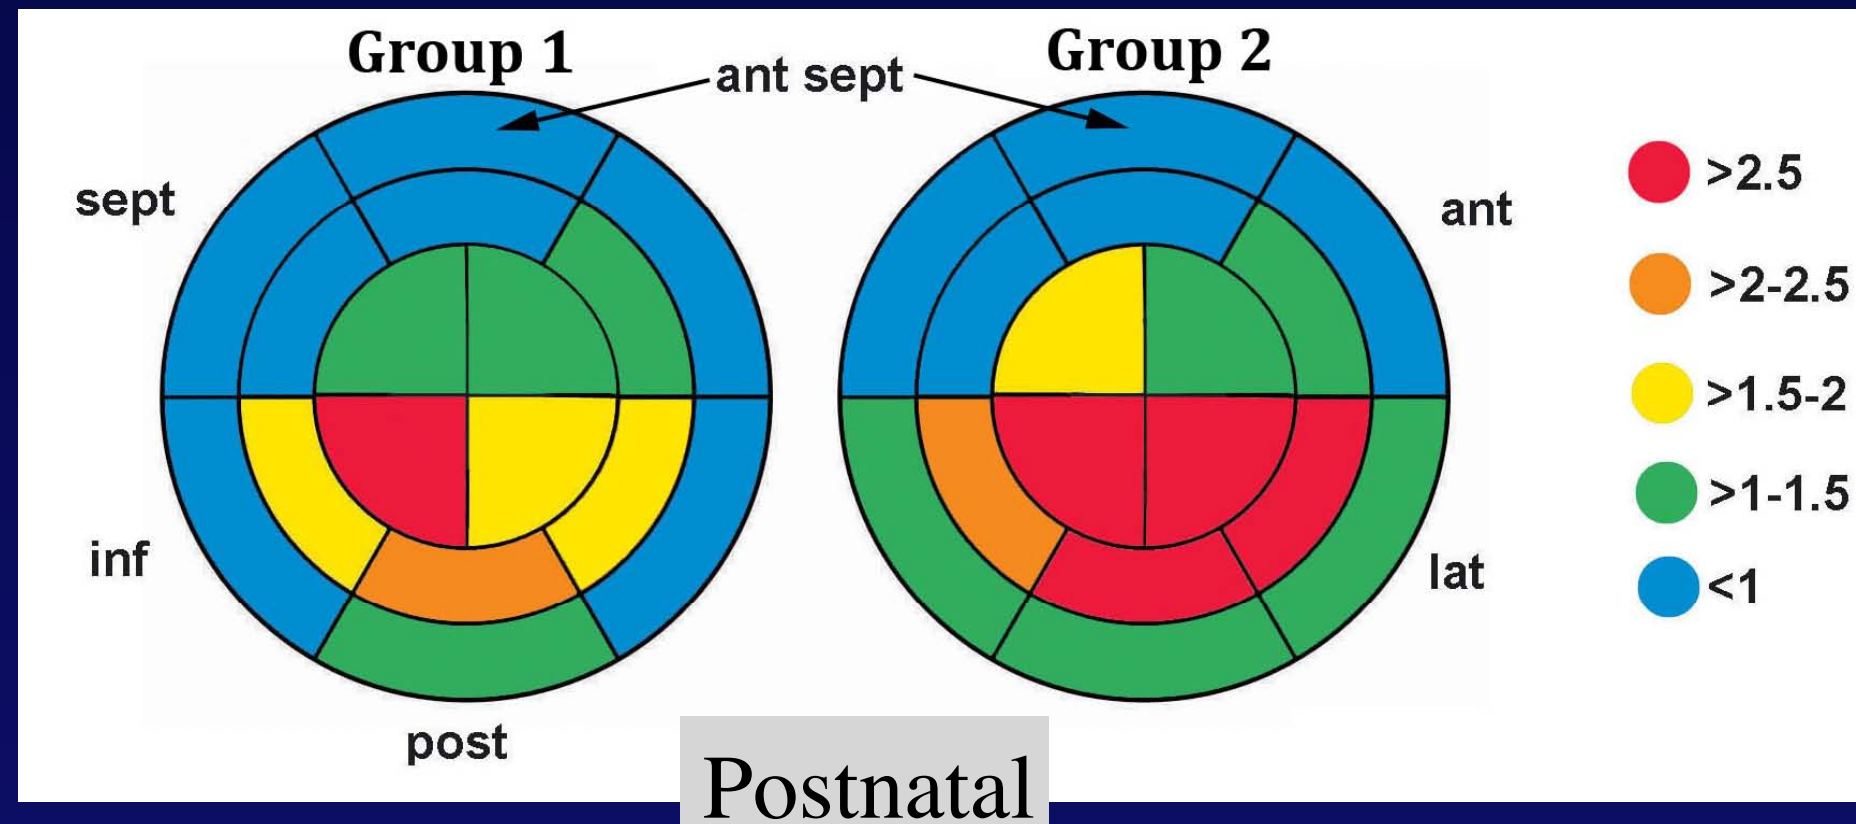 Group 1
Group 2
ant sept
sept
ant
inf
lat
post
>2.5
>2-2.5
>1.5-2
>1-1.5
<1
Postnatal